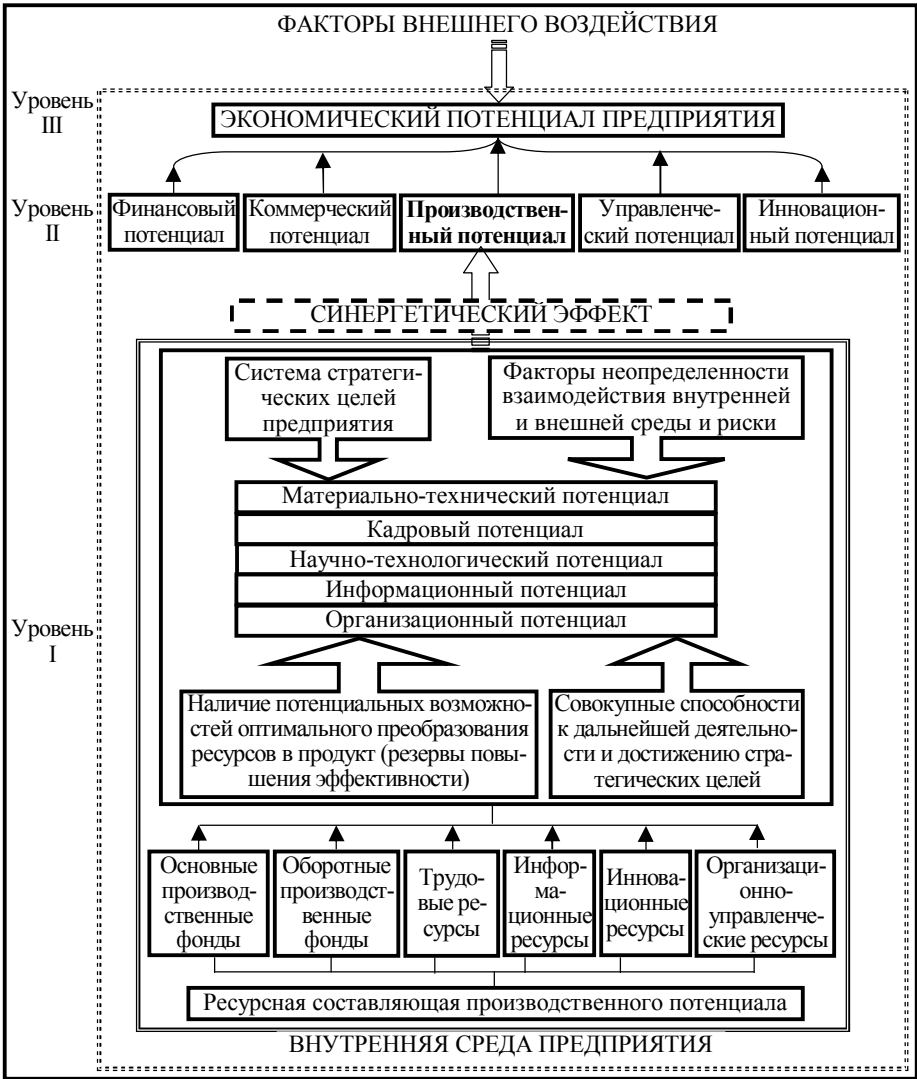 ФАКТОРЫ ВНЕШНЕГО ВОЗДЕЙСТВИЯ
Уровень
III
ЭКОНОМИЧЕСКИЙ ПОТЕНЦИАЛ ПРЕДПРИЯТИЯ
Уровень
II
Финансовый
потенциал
Коммерческий
потенциал
Производствен-
ный потенциал
Управленче-
ский потенциал
Инновацион-
ный потенциал
СИНЕРГЕТИЧЕСКИЙ ЭФФЕКТ
Система стратеги-
ческих целей
предприятия
Факторы неопределенности
взаимодействия внутренней
и внешней среды и риски
Материально-технический потенциал
Кадровый потенциал
Научно-технологический потенциал
Информационный потенциал
Организационный потенциал
Уровень
I
Наличие потенциальных возможно-
стей оптимального преобразования
ресурсов в продукт (резервы повы-
шения эффективности)
Совокупные способности
к дальнейшей деятельно-
сти и достижению стра-
тегических целей
Основные
производ-
ственные
фонды
Оборотные
производст-
венные
фонды
Трудо-
вые ре-
сурсы
Инфор-
мационные
ресурсы
Иннова-
ционные
ресурсы
Организаци-
онно-
управленче-
ские ресурсы
Ресурсная составляющая производственного потенциала
ВНУТРЕННЯЯ СРЕДА ПРЕДПРИЯТИЯ